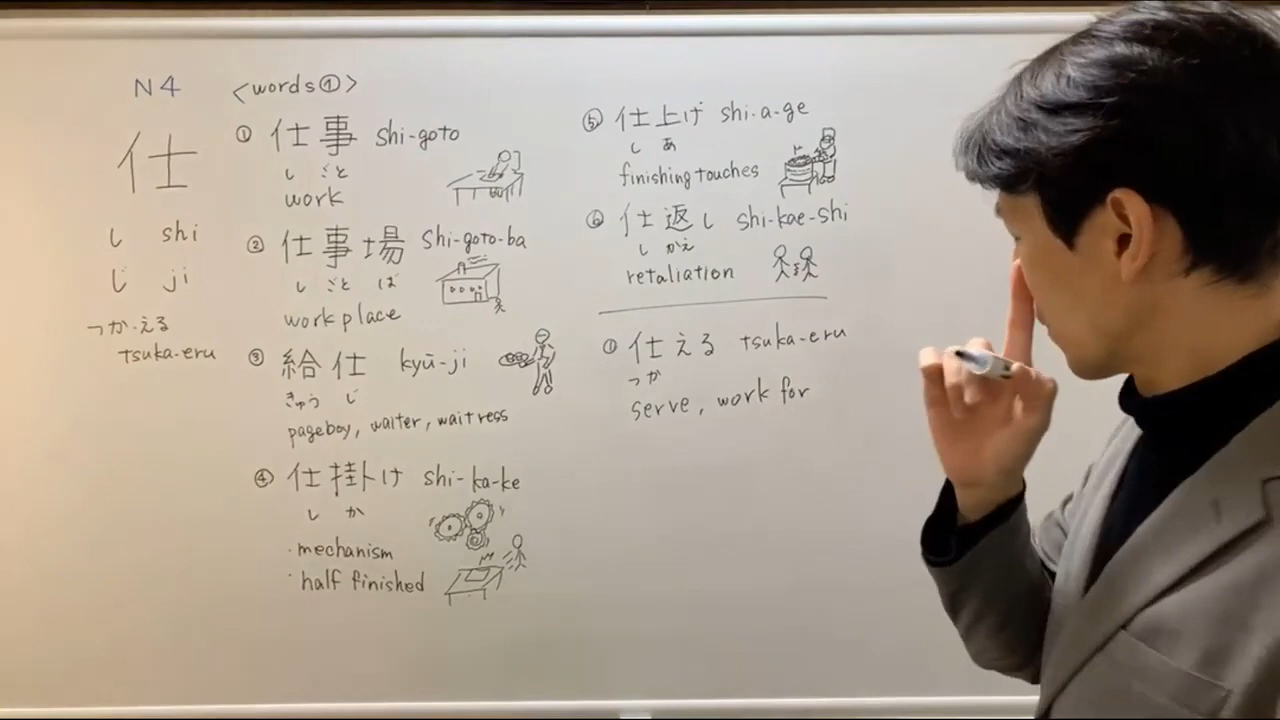 N4
仕
し shi
じ ji
つか・える
tsuka-eru
<words①>
① 仕事 shi-goto
し ごと
work
② 仕事場 shi-goto-ba
し ごと ば
work place
③ 給仕 kyū-ji
きゅう じ
pageboy, waiter, waitress
④ 仕掛け shi-ka-ke
し か
・mechanism
・half finished
⑤ 仕上げ shi-a-ge
し あ
finishing touches
⑥ 仕返し shi-kae-shi
し かえ
retaliation
① 仕える tsuka-eru
つか
serve, work for